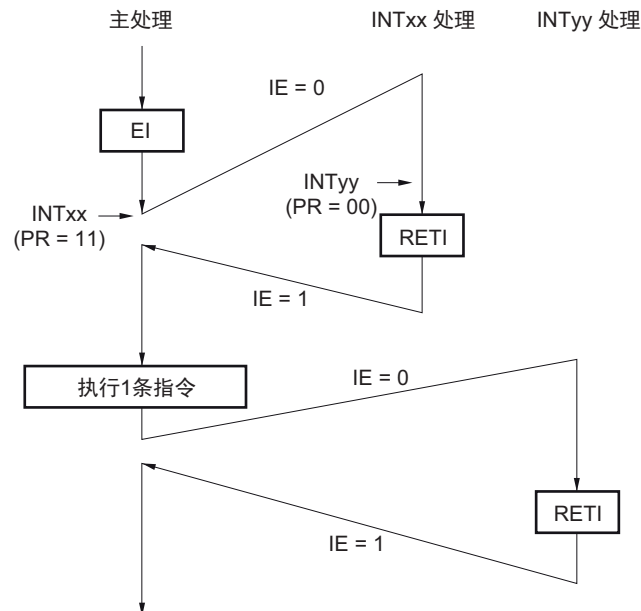 主处理
INTxx 处理
INTyy 处理
IE = 0
EI
INTyy
(PR = 00)
INTxx
(PR = 11)
RETI
IE = 1
执行1条指令
IE = 0
RETI
IE = 1